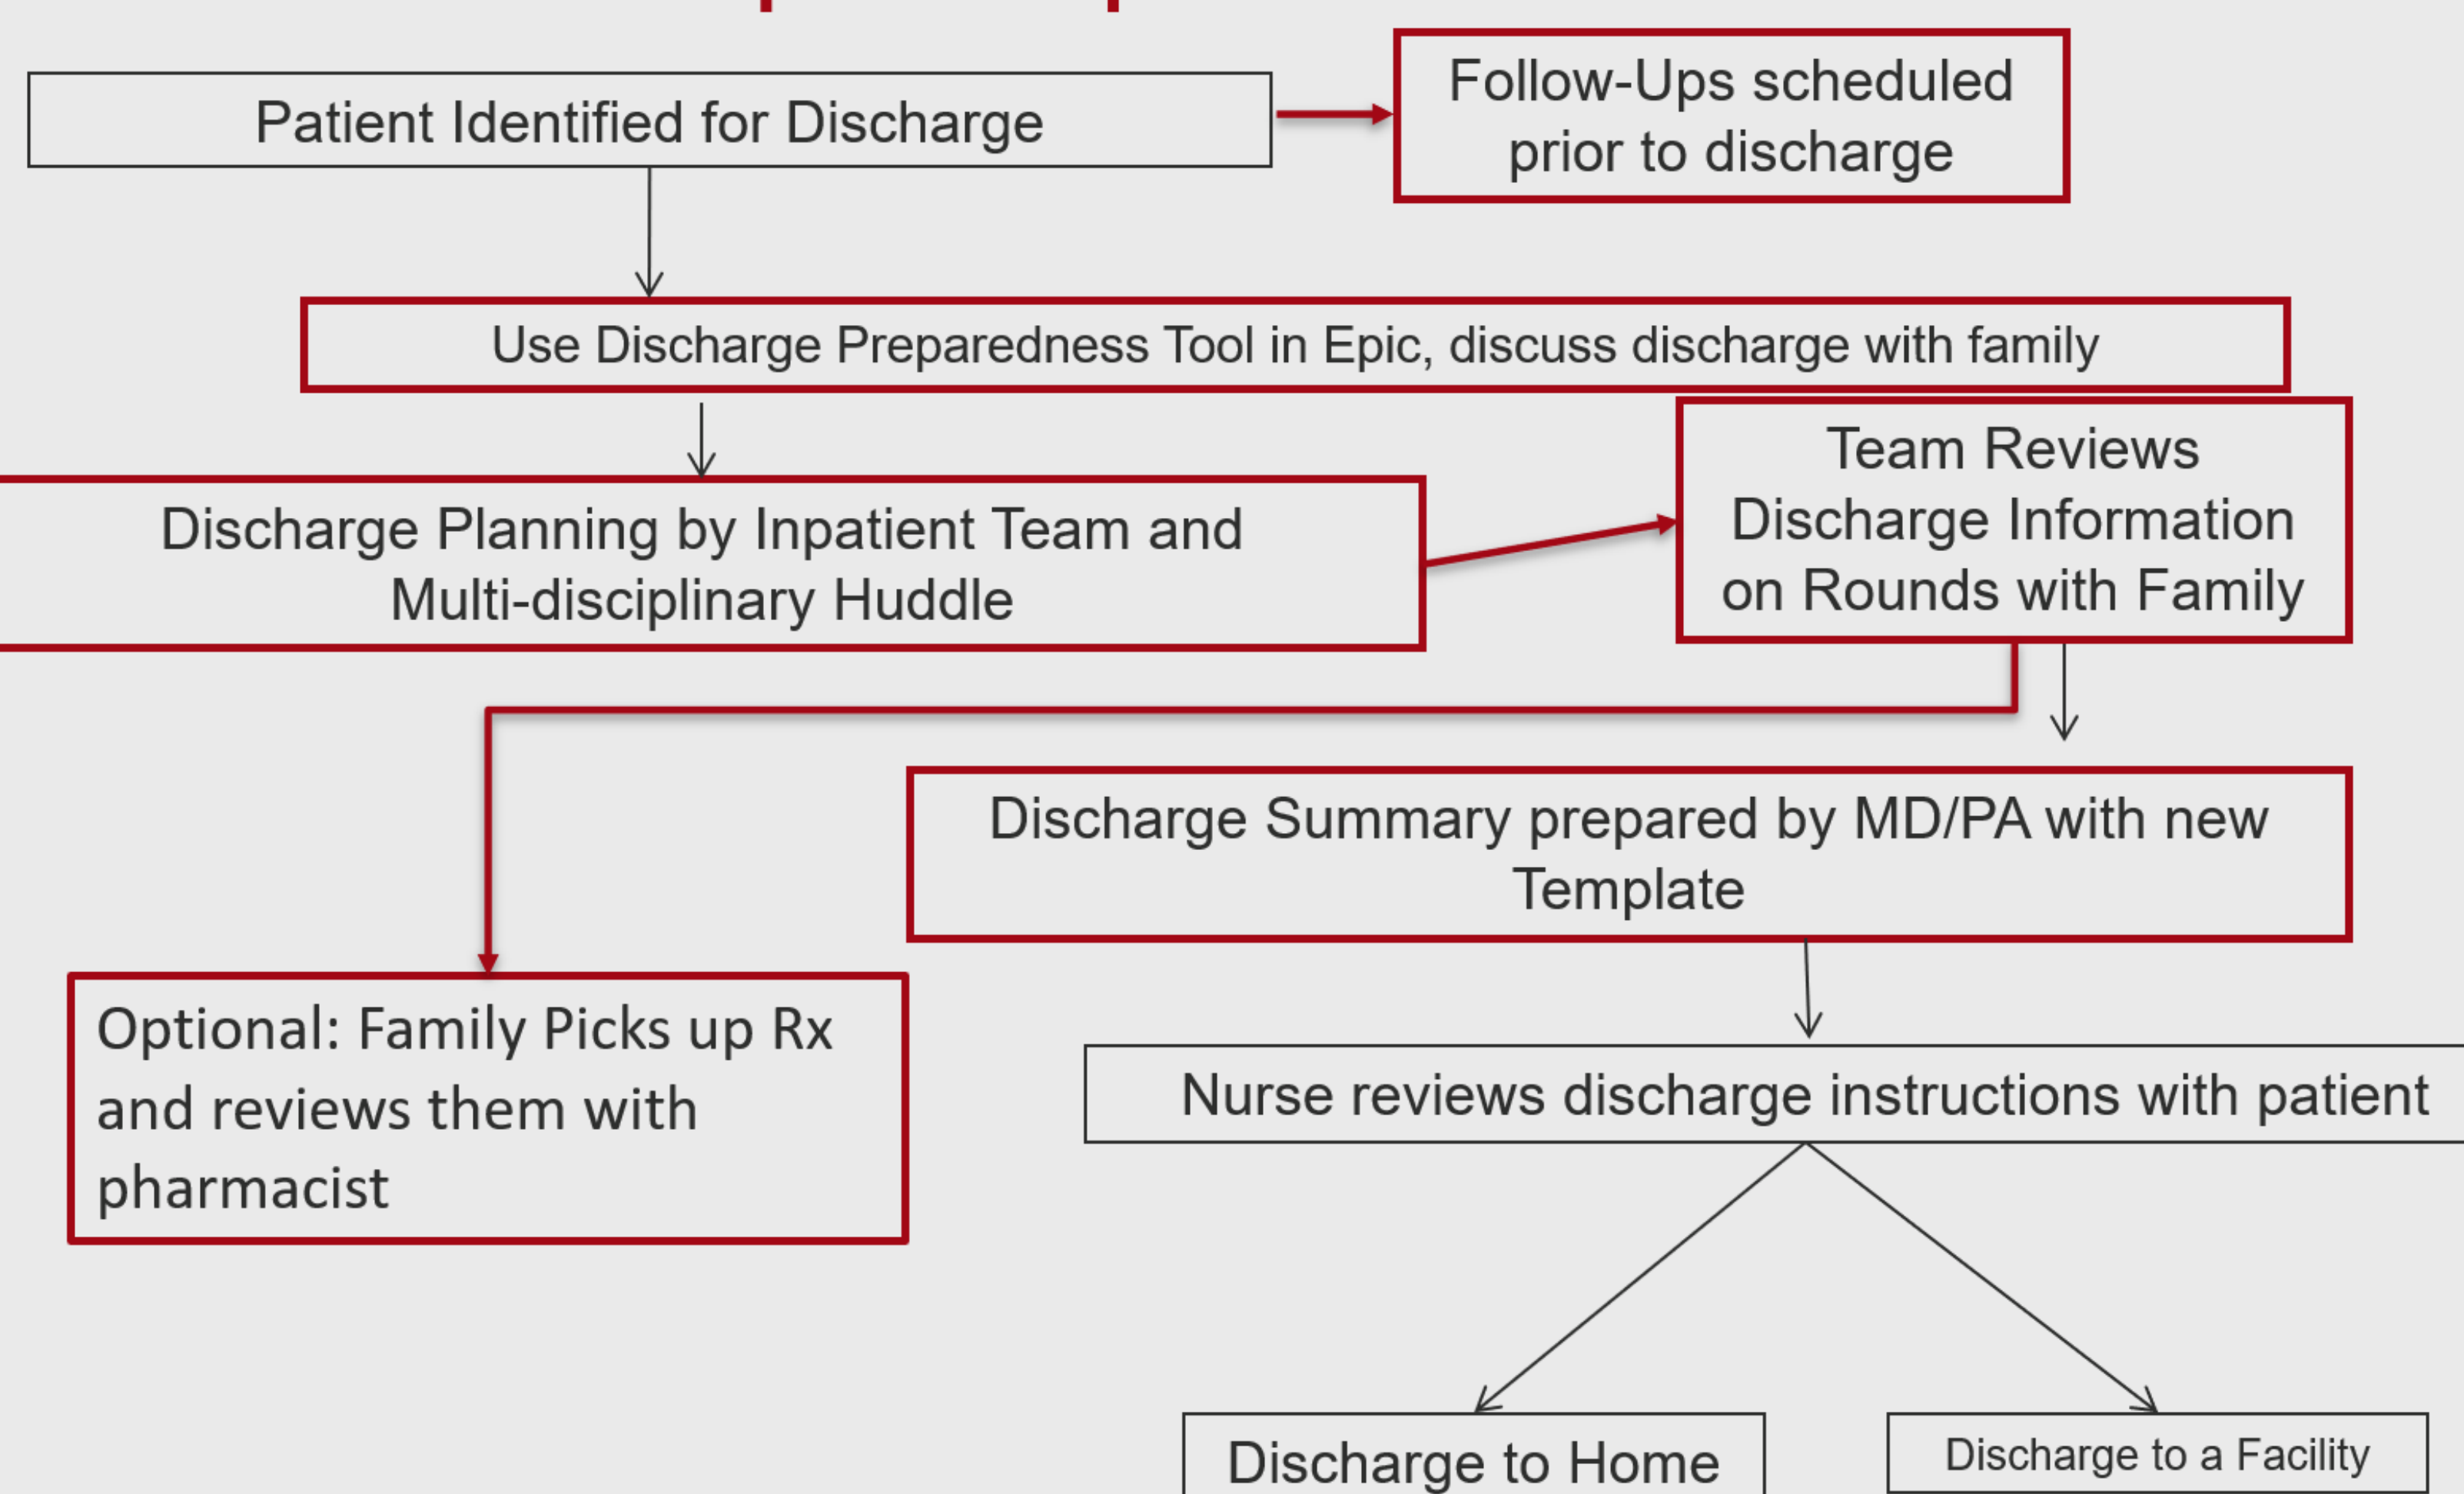 Patient Identified for Discharge
Follow-Ups scheduled
prior to discharge
Use Discharge Preparedness Tool in Epic, discuss discharge with family
Discharge Planning by Inpatient Team and
Multi-disciplinary Huddle
Team Reviews
Discharge Information
on Rounds with Family
Discharge Summary prepared by MD/PA with new
Template
Optional: Family Picks up Rx
and reviews them with
pharmacist
Nurse reviews discharge instructions with patient
Discharge to Home
Discharge to a Facility